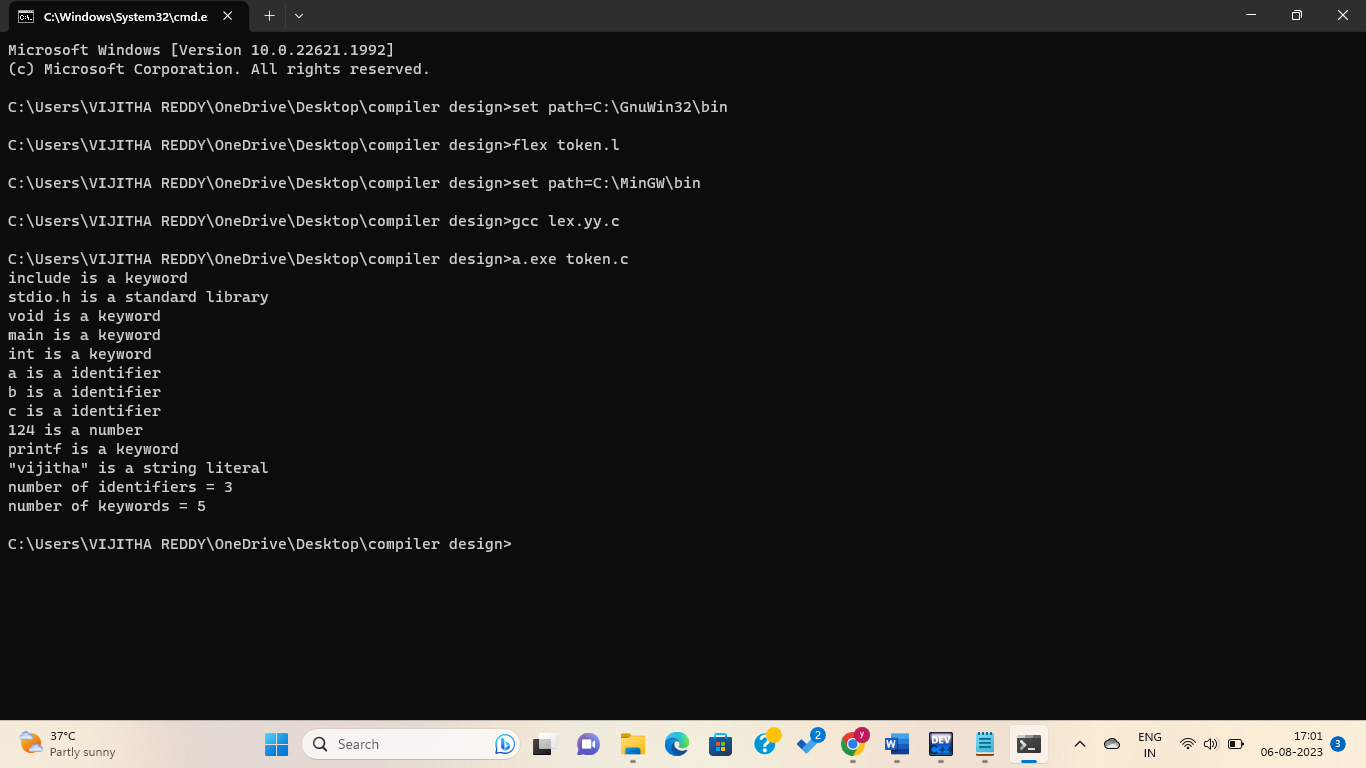 C:\Windows\System32\cmd.e
Microsoft Windows [Version 10.0.22621.1992]
(c) Microsoft Corporation. All rights reserved.
C:\Users\VIJITHA REDDY\OneDrive\Desktop\compiler design>set path=C:\GnuWin32\bin
C:\Users\VIJITHA REDDY\OneDrive\Desktop\compiler design>flex token.l
C:\Users\VIJITHA REDDY\OneDrive\Desktop\compiler design>set path=C:\MinGW\bin
C:\Users\VIJITHA REDDY\OneDrive\Desktop\compiler design>gcc lex.yy.c
C:\Users\VIJITHA REDDY\OneDrive\Desktop\compiler design>a.exe token.c
include is a keyword
stdio.h is a standard library
void is a keyword
main is a keyword
int is a keyword
a is a identifier
b is a identifier
c is a identifier
124 is a number
printf is a keyword
"vijitha" is a string literal
number of identifiers = 3
number of keywords = 5
C:\Users\VIJITHA REDDY\OneDrive\Desktop\compiler design>
37°C
Partly sunny
Search
2
y
W
DEV
C++
ENG
IN
17:01
06-08-2023
3